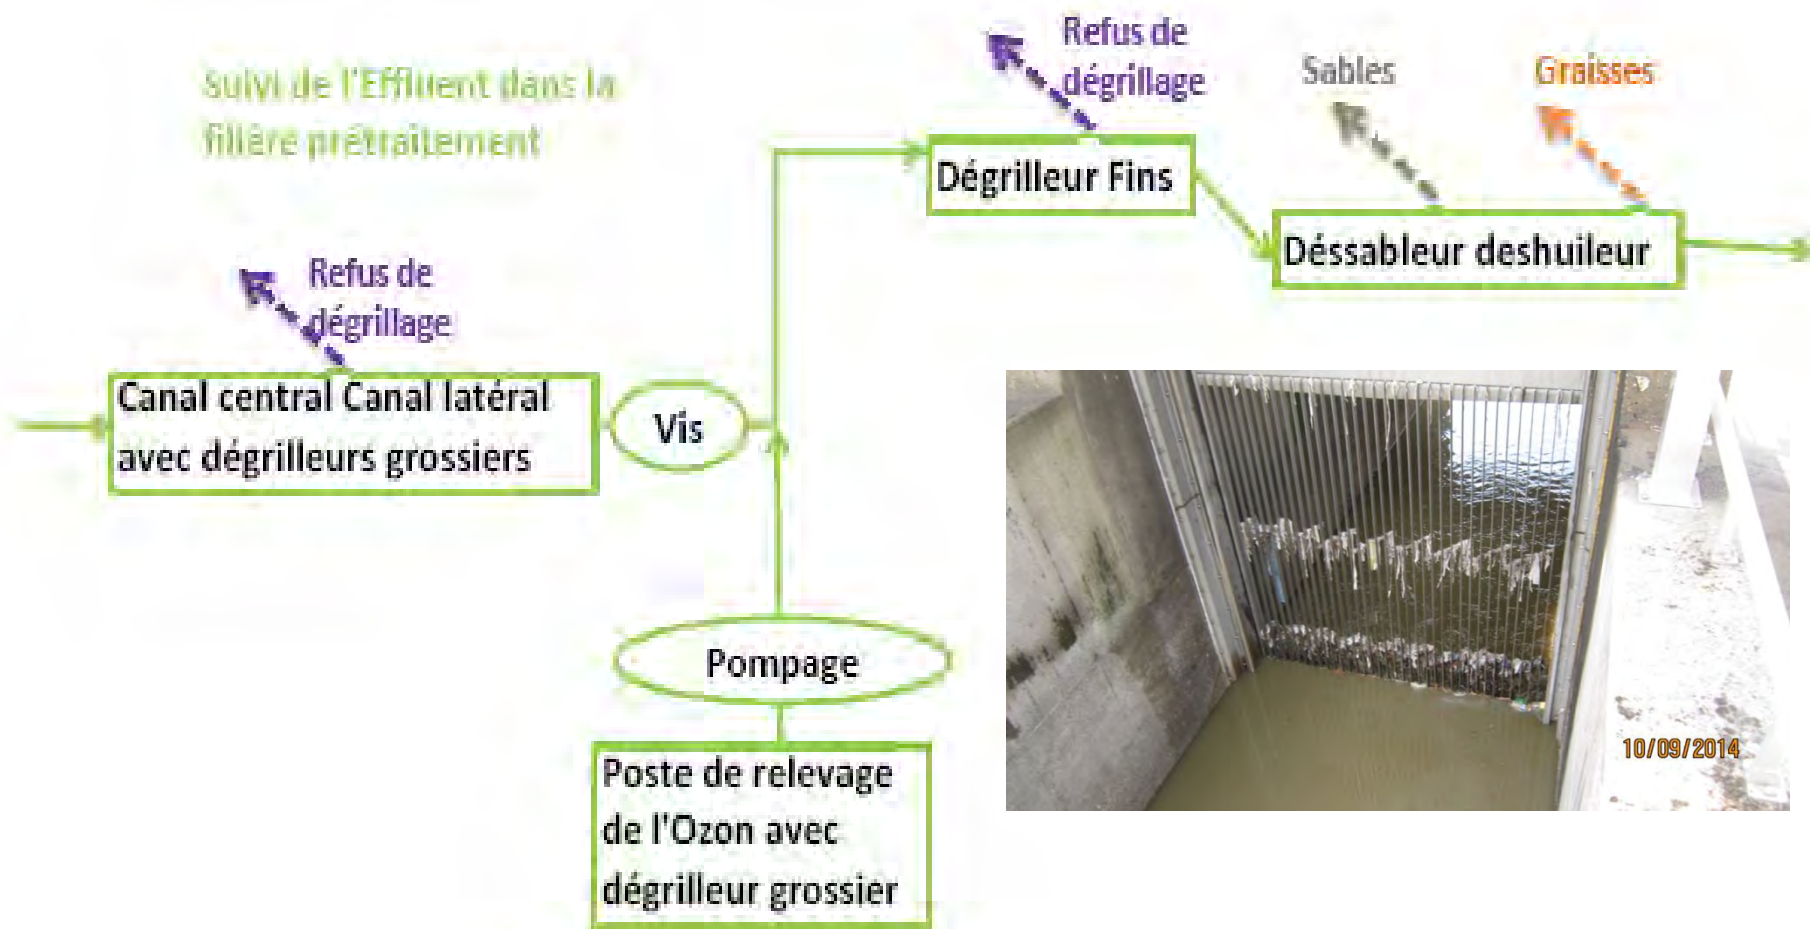 Suivi de l'Effluent dans la
filière prétraitement
Refus de
dégrillage
Canal central Canal latéral
avec dégrilleurs grossiers
Vis
Pompage
Poste de relevage
de l'Ozon avec
dégrilleur grossier
Refus de
dégrillage
Dégrilleur Fins
Sables
Graisses
Déssableur deshuileur
10/09/2014